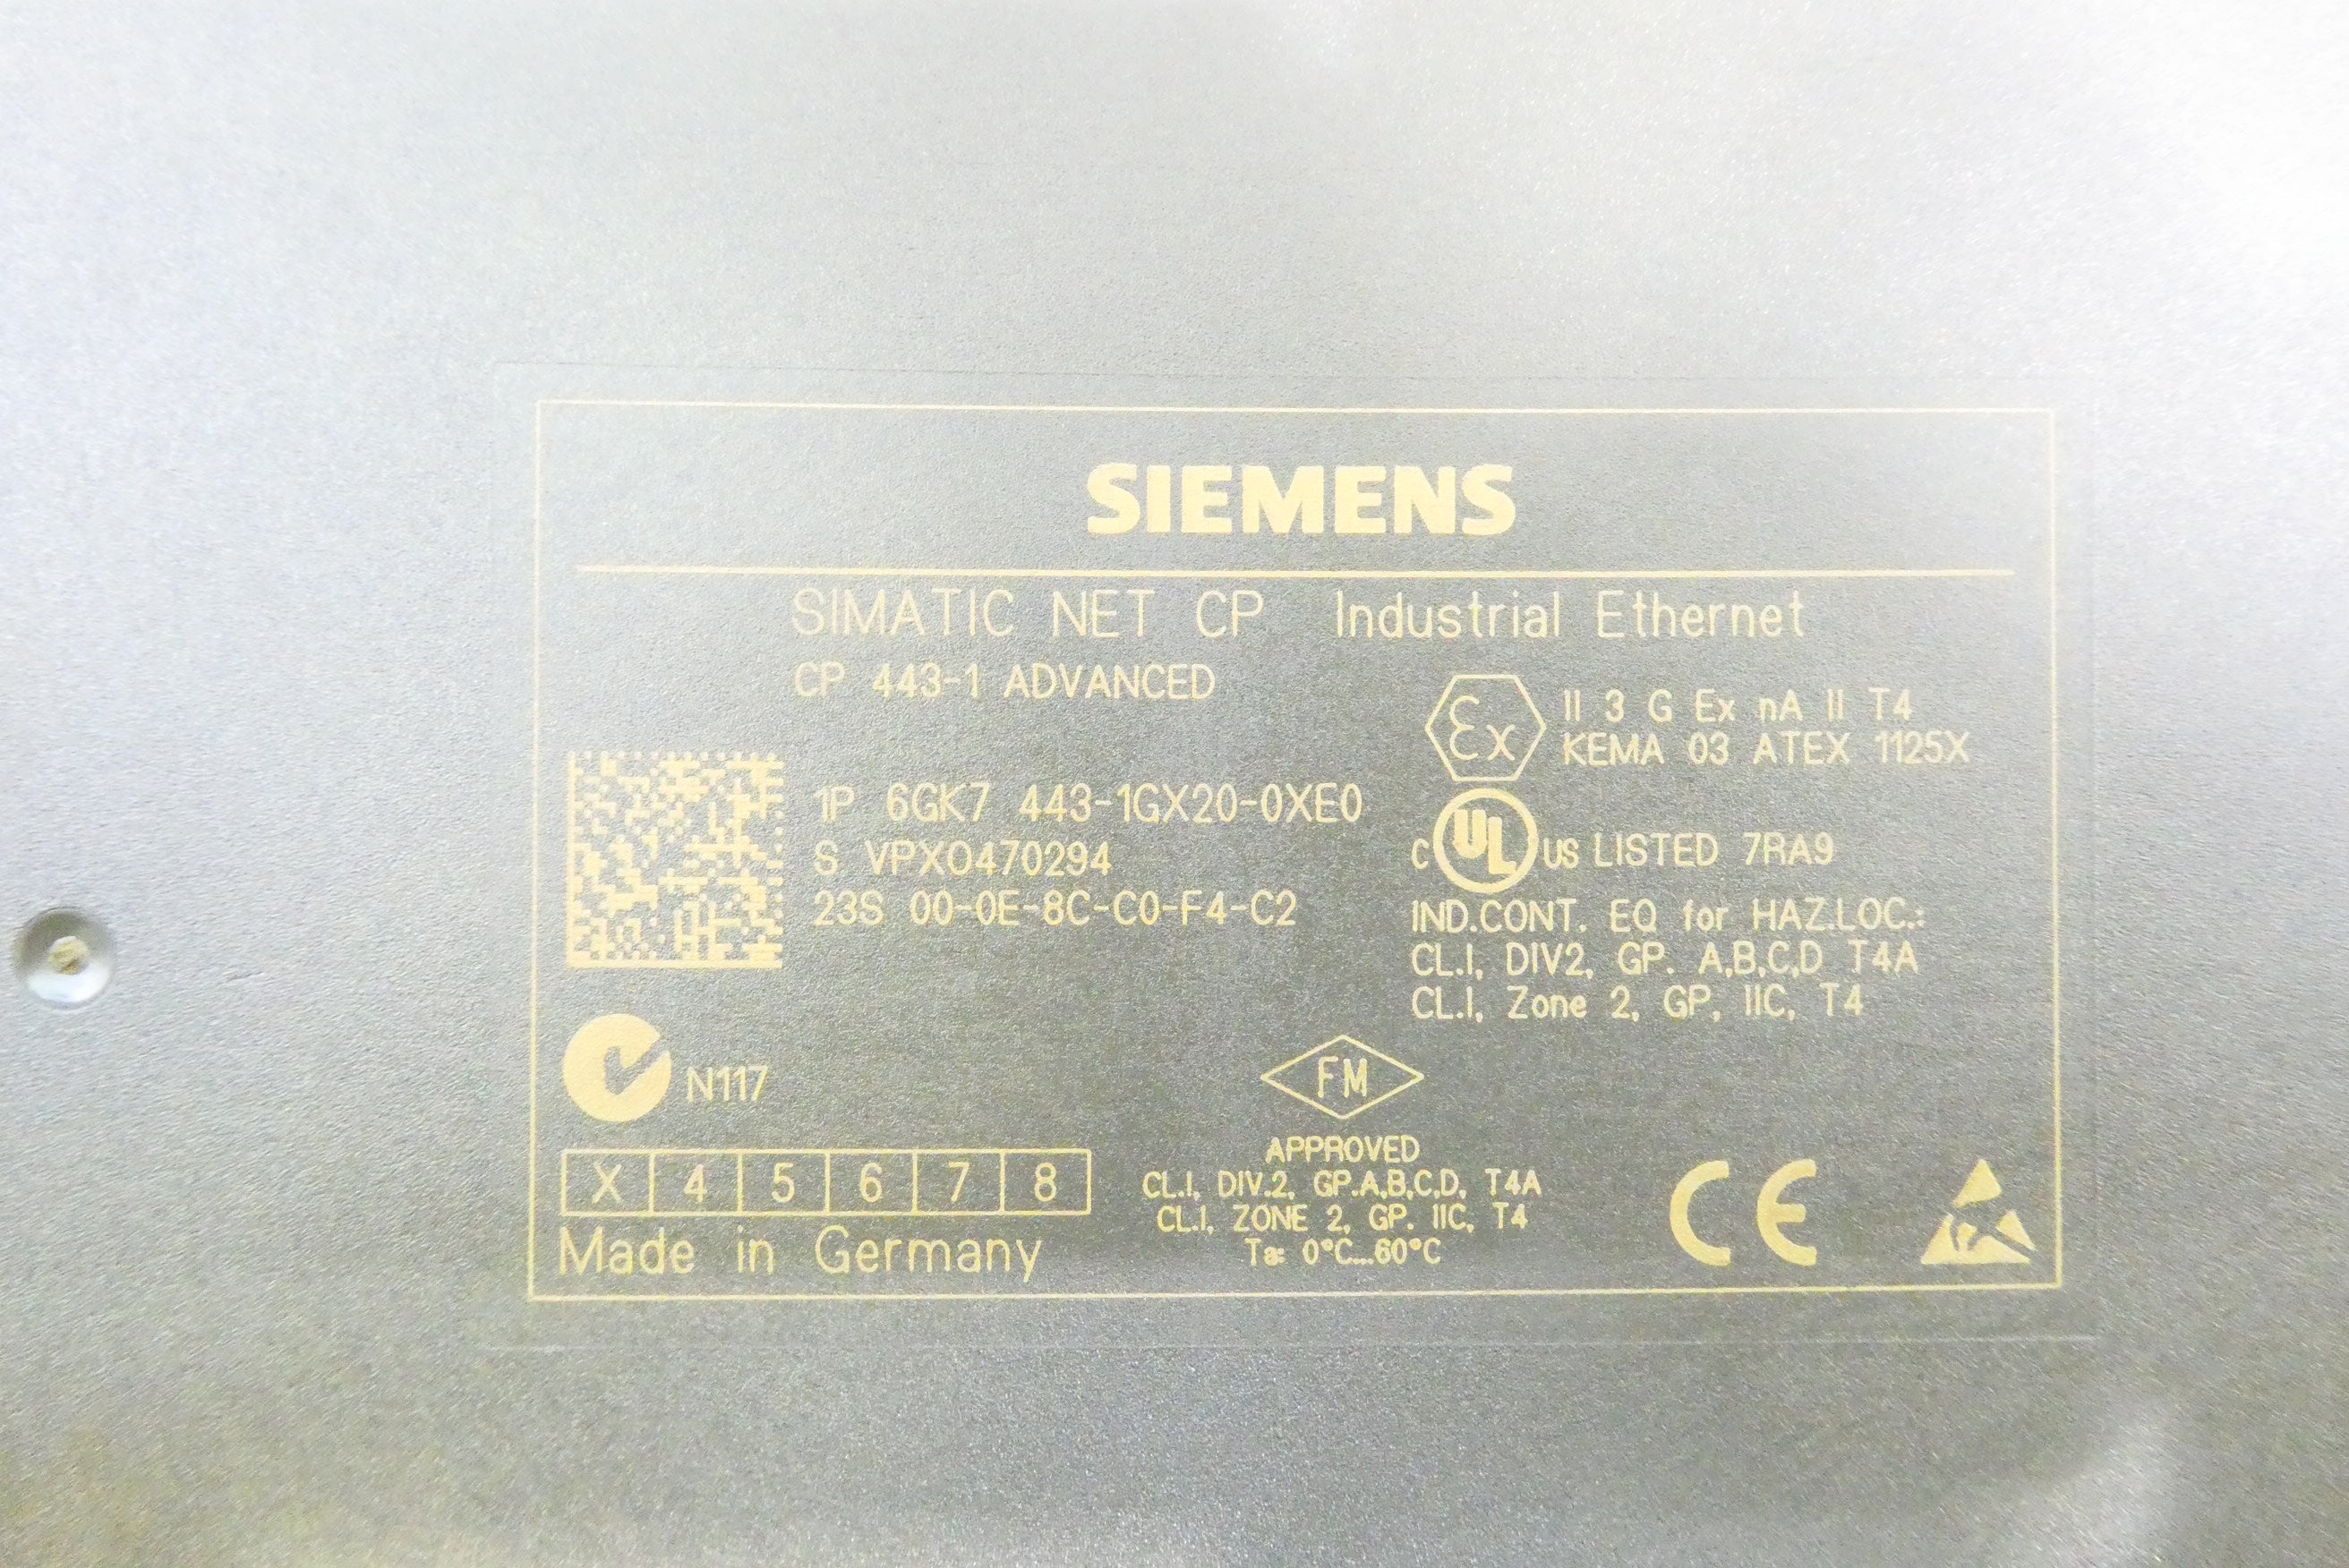 SIEMENS
SIMATIC NET CP Industrial Ethernet
CP 443-1 ADVANCED
Ex II 3 G Ex nA II T4
KEMA 03 ATEX 1125X
1P 6GK7 443-1GX20-0XE0
S VPXO470294
23S 00-0E-8C-C0-F4-C2
C UL US LISTED 7RA9
IND.CONT. EQ for HAZ.LOC.:
CL.I, DIV2, GP. A,B,C,D T4A
CL.I, Zone 2, GP, IIC, T4
N117
FM
APPROVED
CL.I, DIV.2, GP.A,B,C,D, T4A
CL.I, ZONE 2, GP. IIC, T4
Ta: 0°C...60°C
X 4 5 6 7 8
Made in Germany
CE